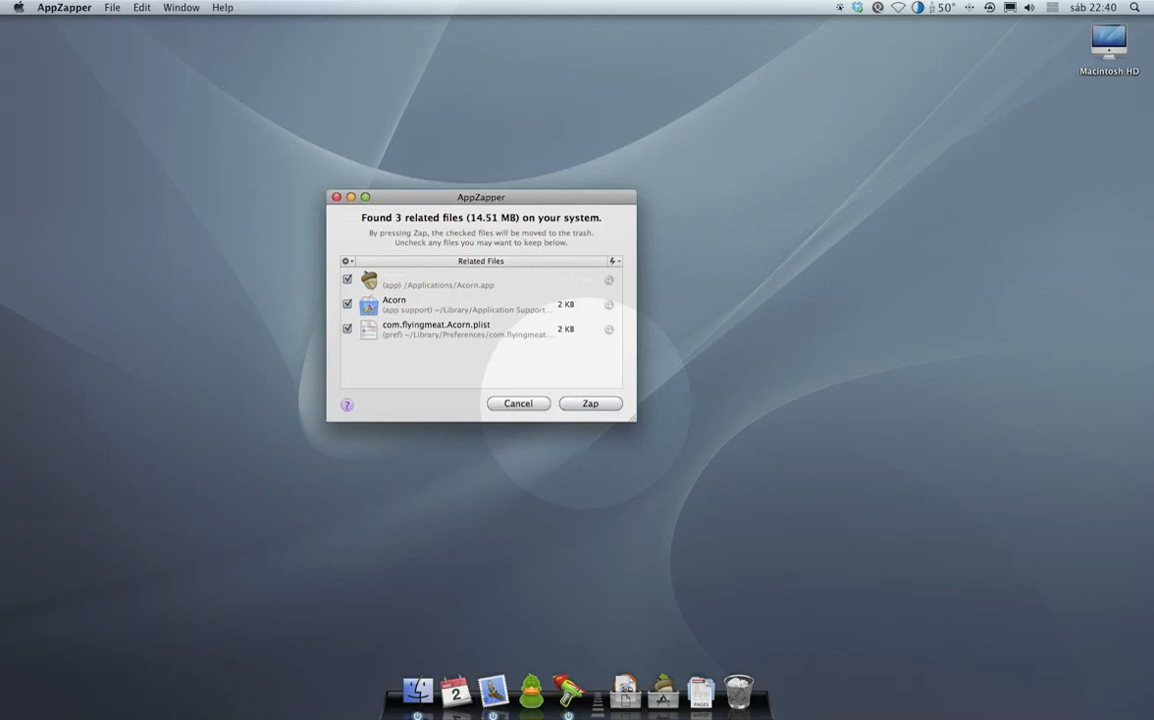 AppZapper File Edit Window Help
50° sáb 22:40
Macintosh HD
AppZapper
Found 3 related files (14.51 MB) on your system.
By pressing Zap, the checked files will be moved to the trash.
Uncheck any files you may want to keep below.
Related Files
(app) /Applications/Acorn.app
Acorn
(app support) ~/Library/Application Support...
2 KB
com.flyingmeat.Acorn.plist
(pref) ~/Library/Preferences/com.flyingmeat...
2 KB
?
Cancel
Zap
2
PAGES